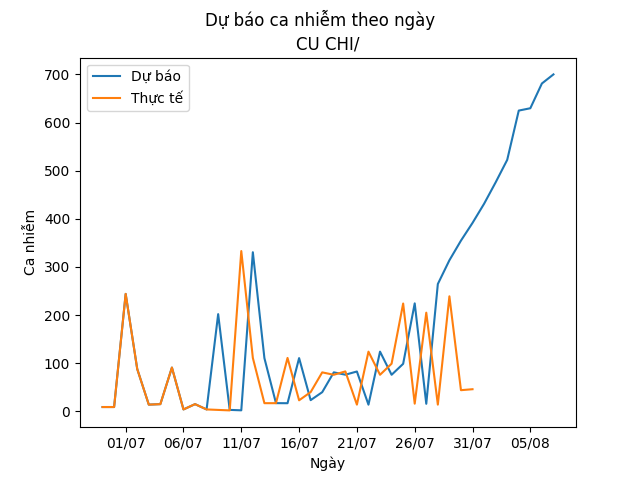 Dự báo ca nhiễm theo ngày
CU CHI/
Dự báo
Thực tế
Ca nhiễm
700
600
500
400
300
200
100
0
01/07
06/07
11/07
16/07
21/07
26/07
31/07
05/08
Ngày